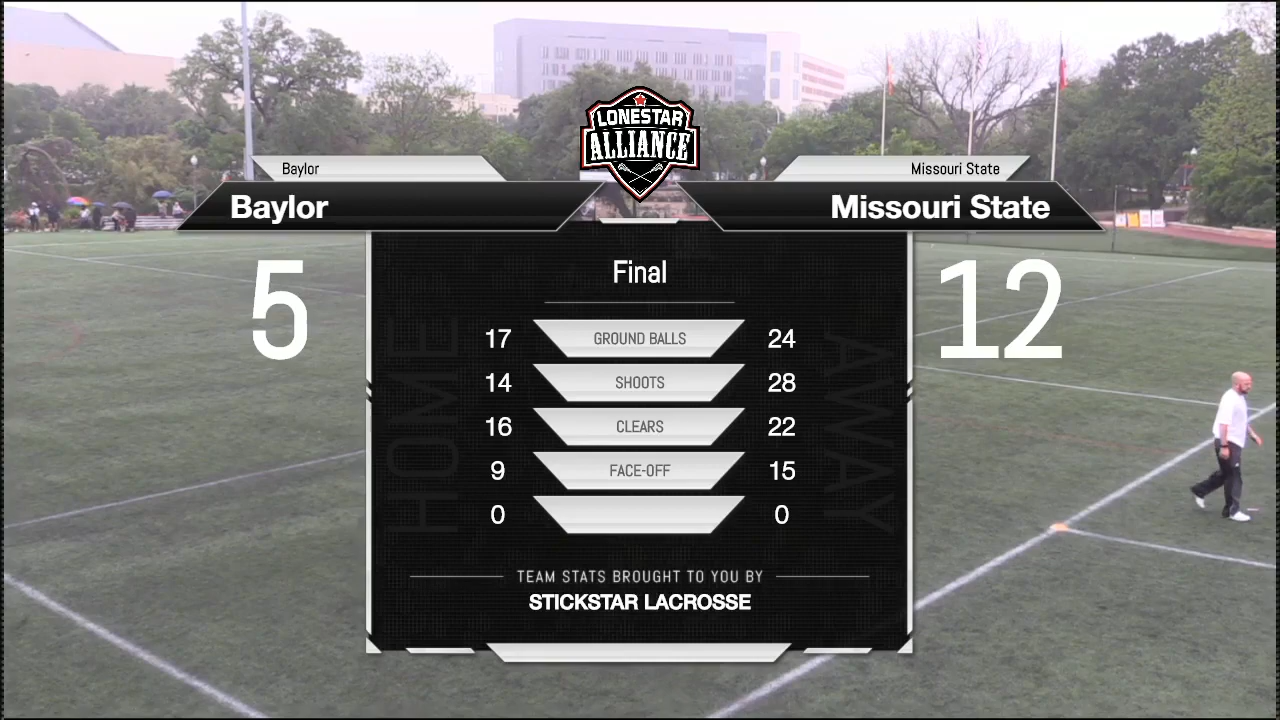 LONESTAR
ALLIANCE
Baylor
Missouri State
Baylor
Missouri State
5
12
Final
HOME
AWAY
17 GROUND BALLS 24
14 SHOOTS 28
16 CLEARS 22
9 FACE-OFF 15
0 0
TEAM STATS BROUGHT TO YOU BY
STICKSTAR LACROSSE